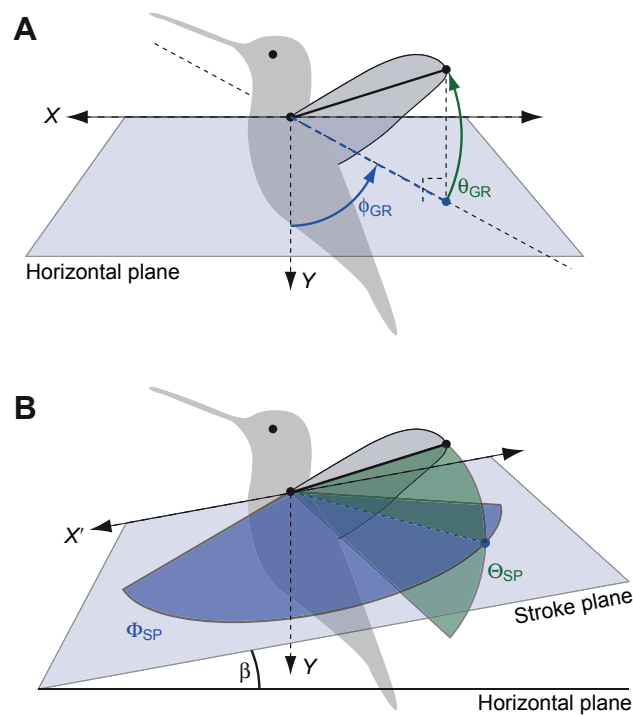 A
X
θGR
ϕGR
Horizontal plane
Y
B
X′
ΘSP
Stroke plane
ΦSP
β
Y
Horizontal plane